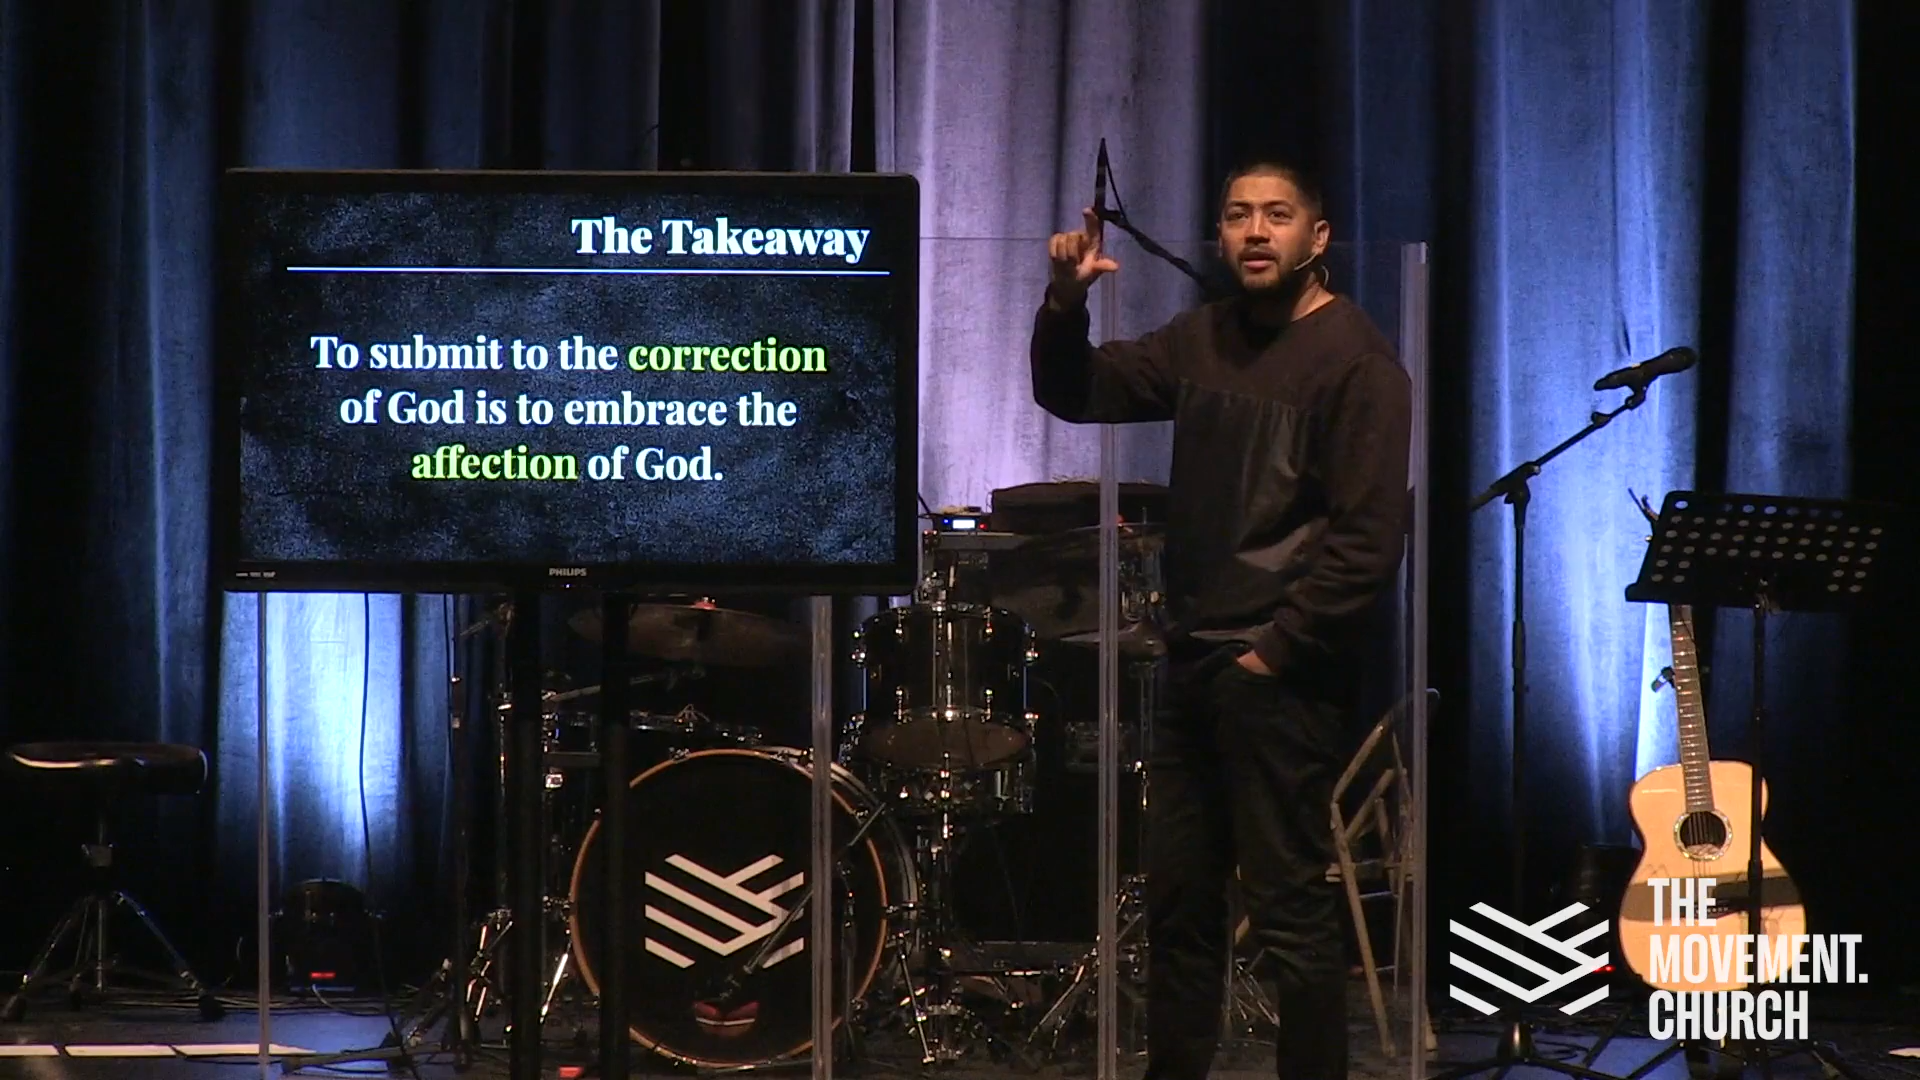 The Takeaway
To submit to the correction
of God is to embrace the
affection of God.
PHILIPS
THE
MOVEMENT.
CHURCH